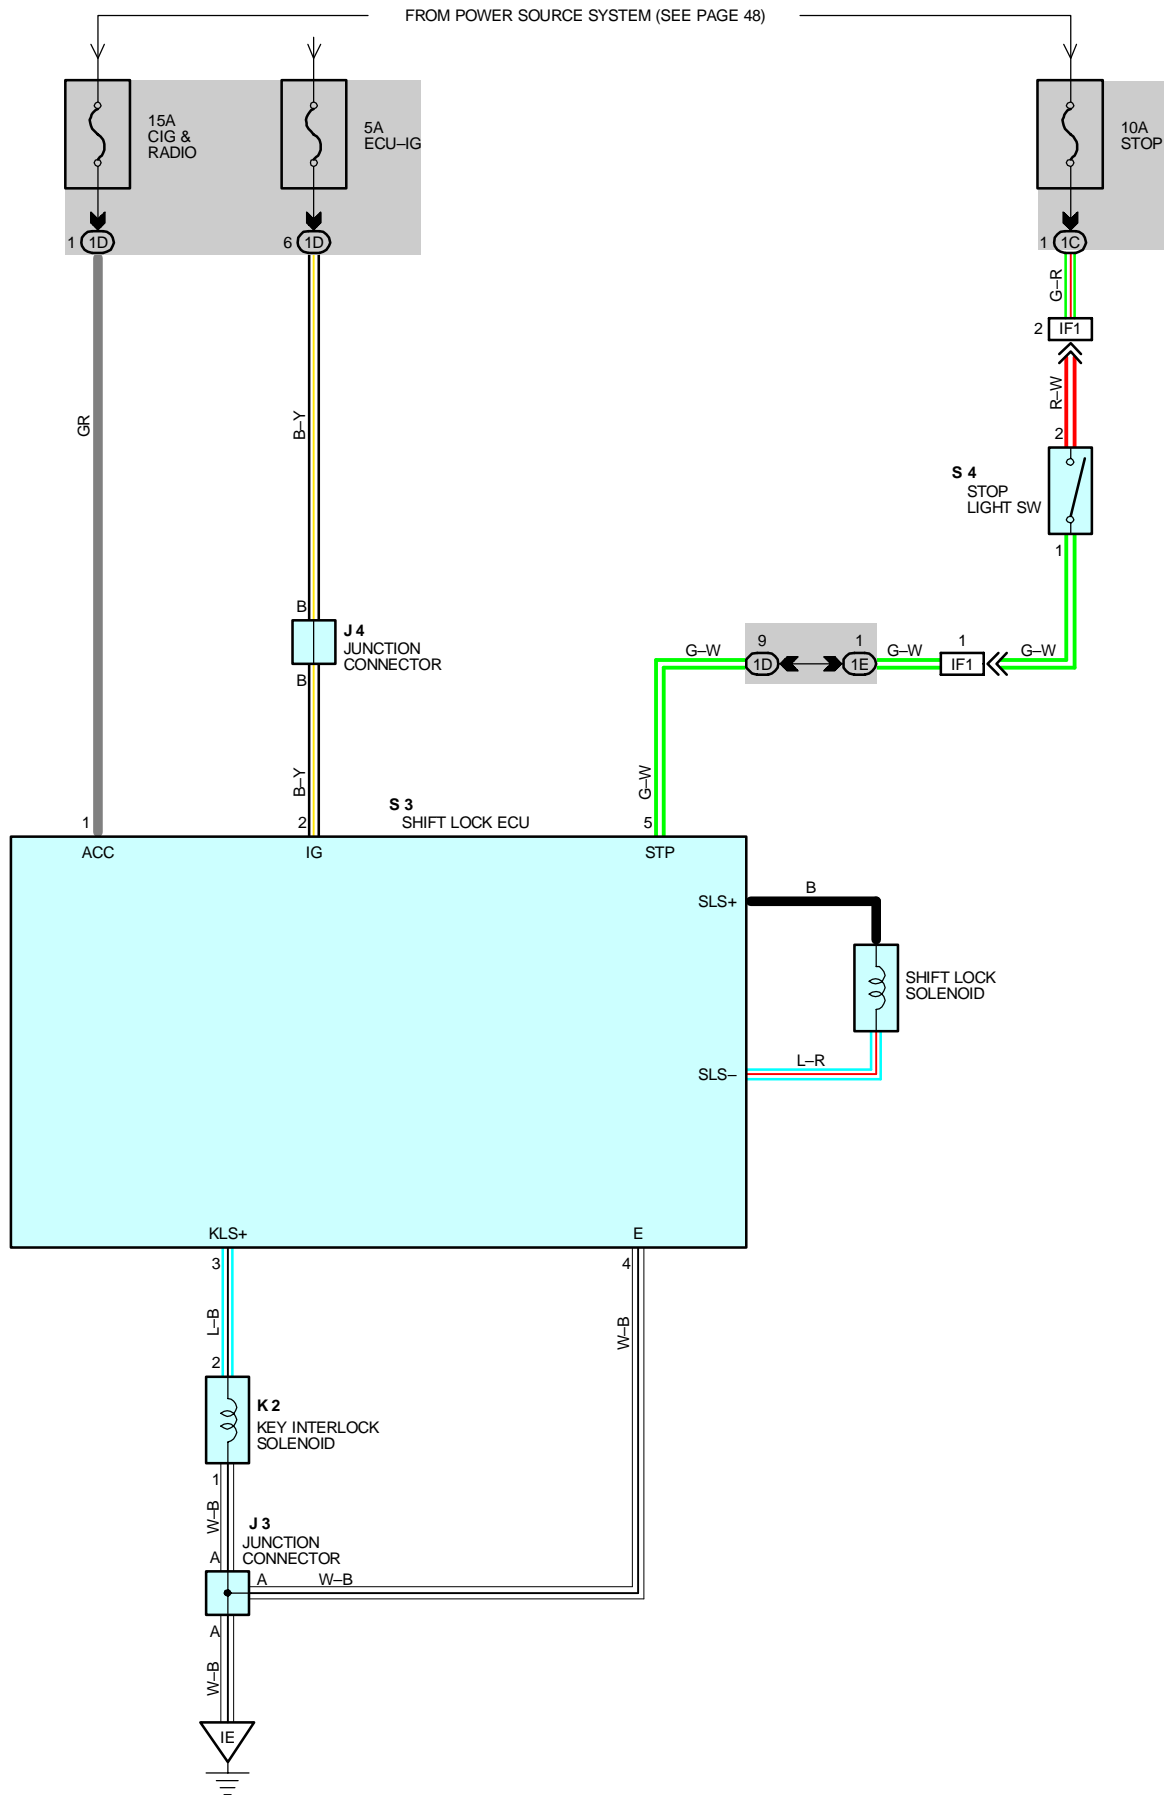 FROM POWER SOURCE SYSTEM (SEE PAGE 48)
15A
CIG &
RADIO
5A
ECU–IG
10A
STOP
1 1D
6 1D
1 1C
G–R
2 IF1
R–W
2
GR
B–Y
S 4
STOP
LIGHT SW
1
B
J 4
JUNCTION
CONNECTOR
B
9
1D
1
1E
1
IF1
G–W
G–W
G–W
B–Y
G–W
S 3
SHIFT LOCK ECU
1
2
5
ACC
IG
STP
SLS+
B
SHIFT LOCK
SOLENOID
SLS–
L–R
KLS+
E
3
4
L–B
W–B
2
K 2
KEY INTERLOCK
SOLENOID
1
W–B
J 3
JUNCTION
CONNECTOR
A
A
W–B
A
W–B
IE